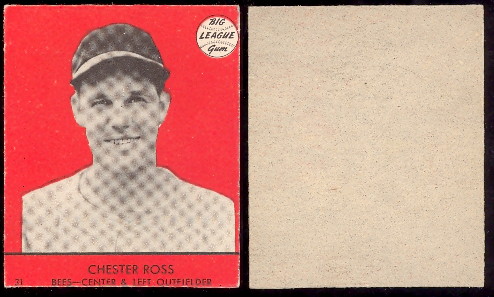 BIG
LEAGUE
Gum
CHESTER ROSS
31 BEES—CENTER & LEFT OUTFIELDER